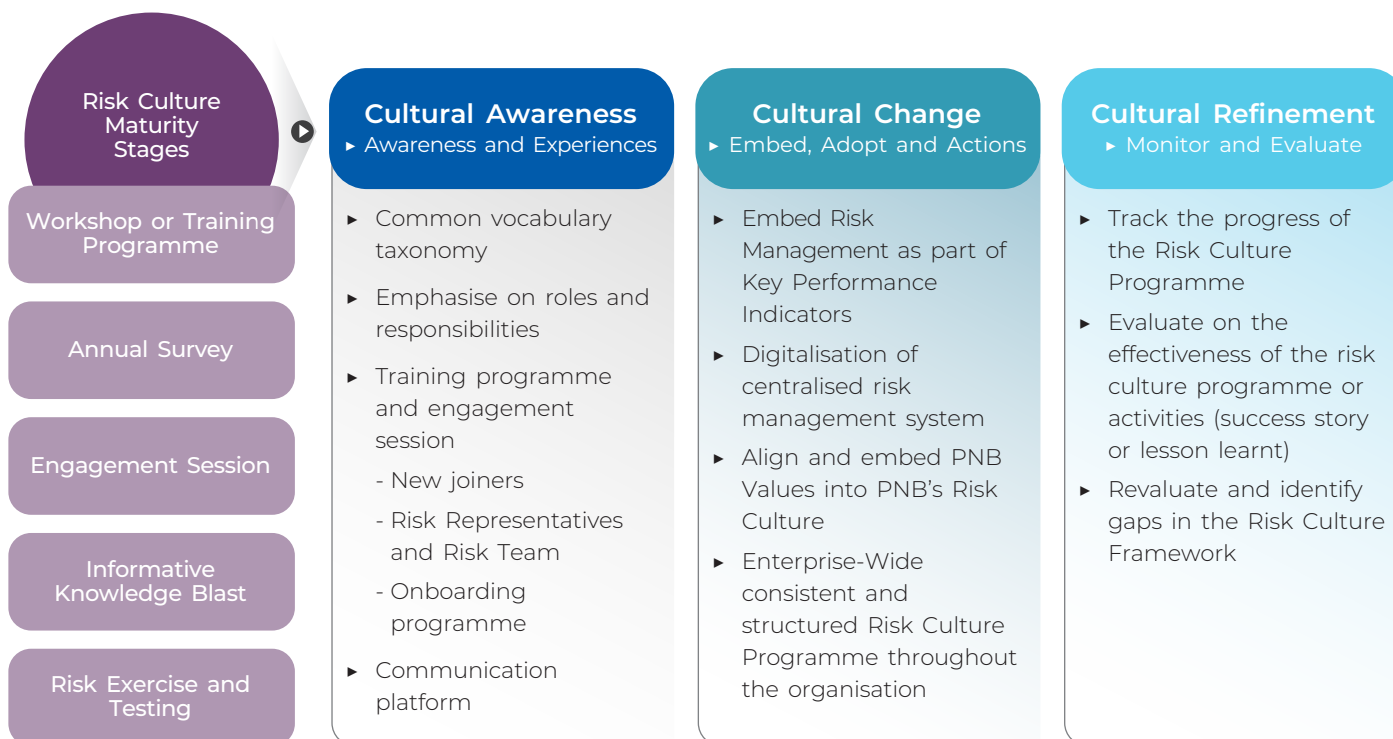 Risk Culture
Maturity
Stages
Workshop or Training
Programme
Annual Survey
Engagement Session
Informative
Knowledge Blast
Risk Exercise and
Testing
Cultural Awareness
▸ Awareness and Experiences
▸ Common vocabulary
taxonomy
▸ Emphasise on roles and
responsibilities
▸ Training programme
and engagement
session
- New joiners
- Risk Representatives
and Risk Team
- Onboarding
programme
▸ Communication
platform
Cultural Change
▸ Embed, Adopt and Actions
▸ Embed Risk
Management as part of
Key Performance
Indicators
▸ Digitalisation of
centralised risk
management system
▸ Align and embed PNB
Values into PNB's Risk
Culture
▸ Enterprise-Wide
consistent and
structured Risk Culture
Programme throughout
the organisation
Cultural Refinement
▸ Monitor and Evaluate
▸ Track the progress of
the Risk Culture
Programme
▸ Evaluate on the
effectiveness of the risk
culture programme or
activities (success story
or lesson learnt)
▸ Revaluate and identify
gaps in the Risk Culture
Framework